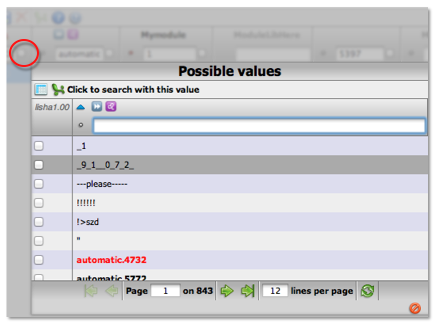 Mymodule
automatic 1 5397
Possible values
Click to search with this value
lisha1.00
_1
_9_1__0_7_2_
---please-----
!!!!!!
!>szd
"
automatic.4732
automatic.5772
Page 1 on 843 12 lines per page